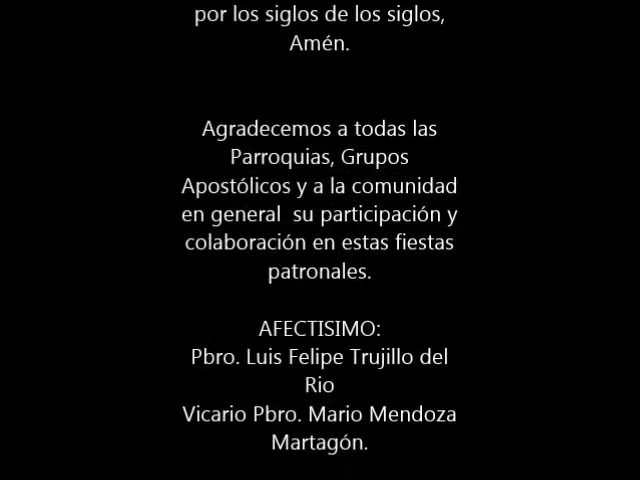 por los siglos de los siglos,
Amén.
Agradecemos a todas las
Parroquias, Grupos
Apostólicos y a la comunidad
en general  su participación y
colaboración en estas fiestas
patronales.
AFECTISIMO:
Pbro. Luis Felipe Trujillo del
Rio
Vicario Pbro. Mario Mendoza
Martagón.